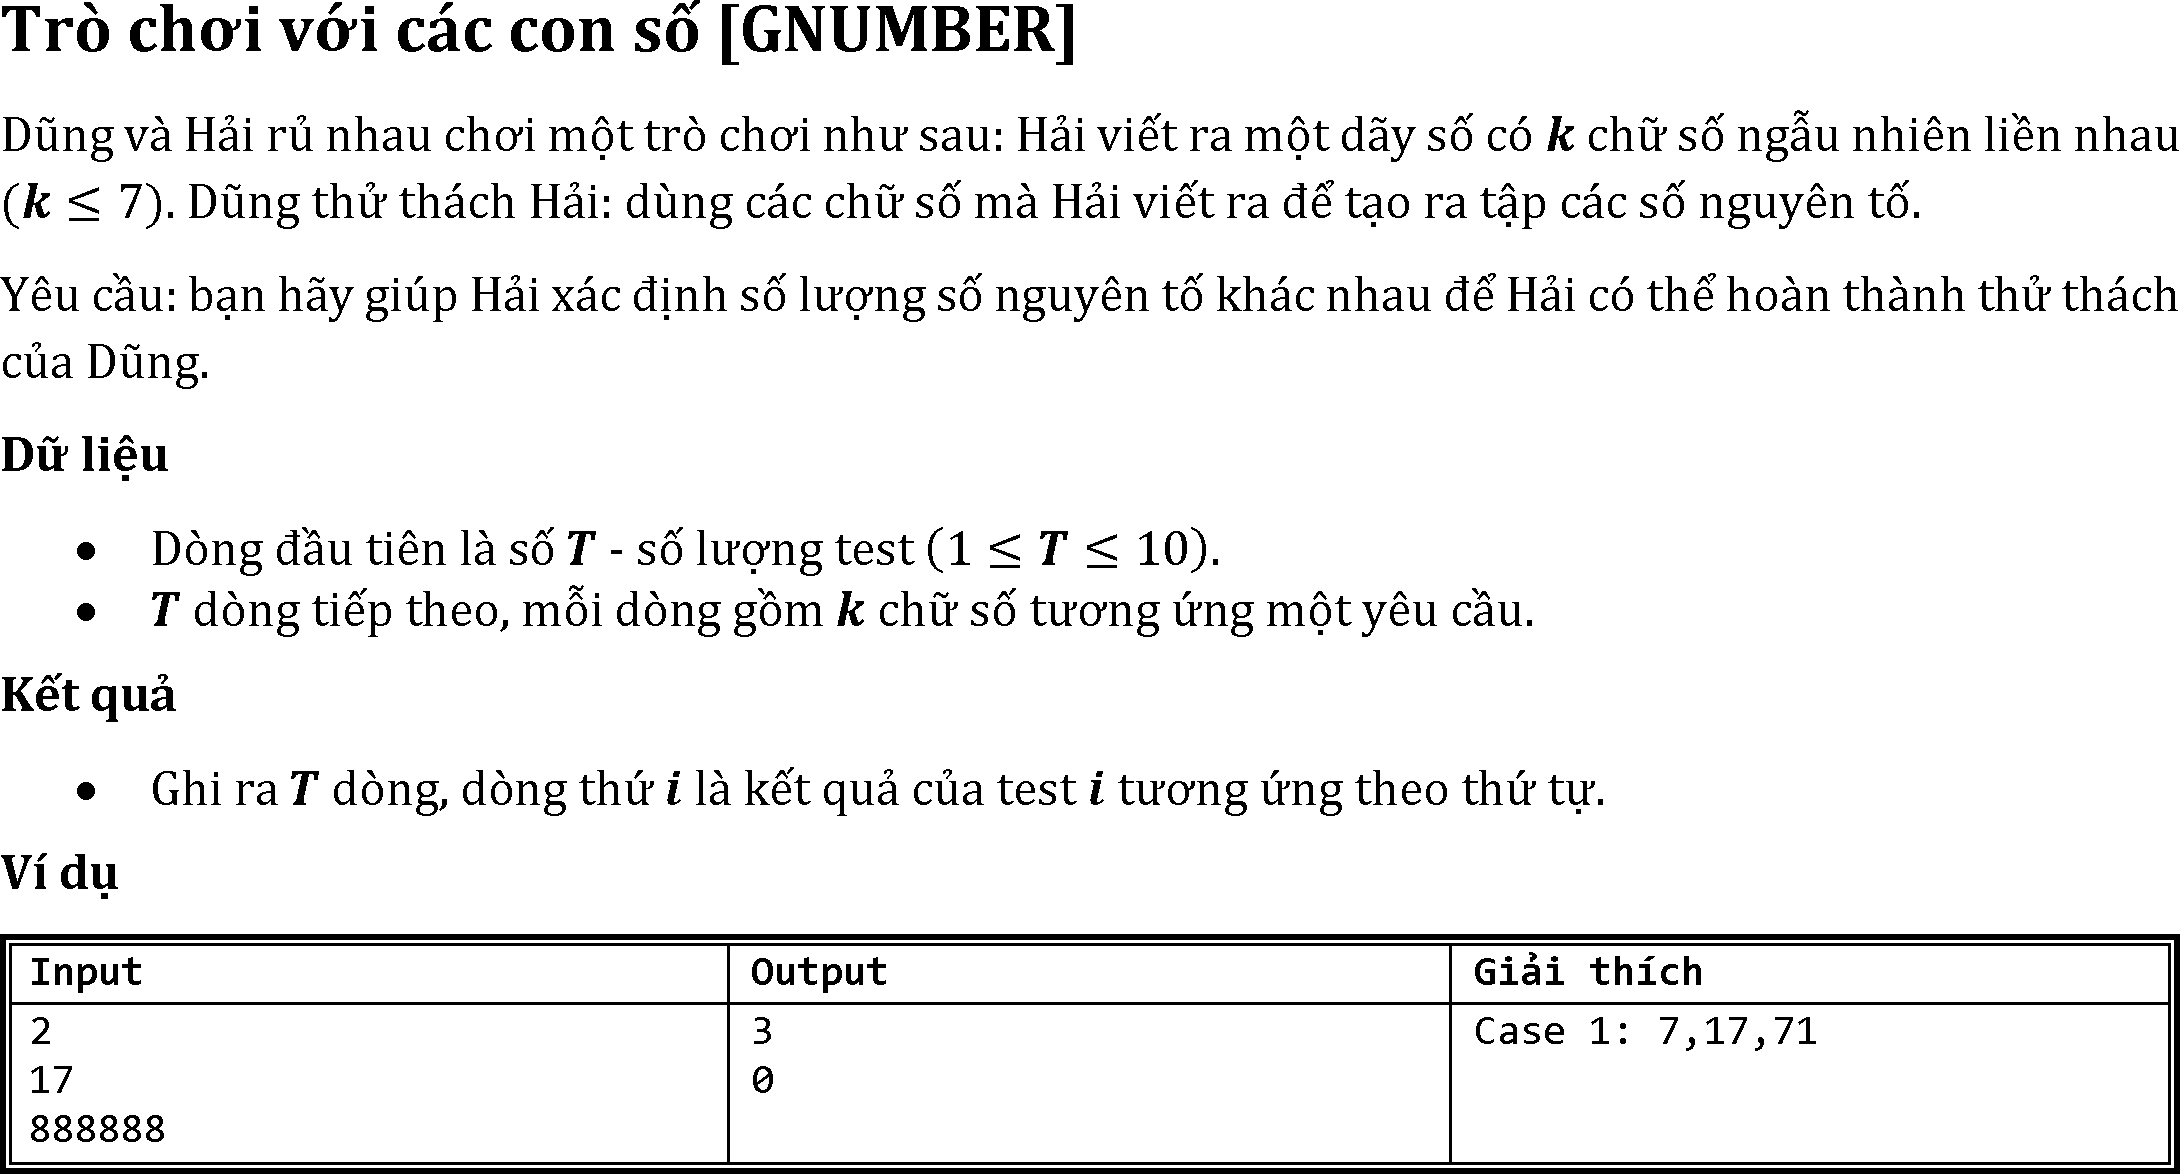 Trò chơi với các con số [GNUMBER]
Dũng và Hải rủ nhau chơi một trò chơi như sau: Hải viết ra một dãy số có k chữ số ngẫu nhiên liền nhau
(k ≤ 7). Dũng thử thách Hải: dùng các chữ số mà Hải viết ra để tạo ra tập các số nguyên tố.
Yêu cầu: bạn hãy giúp Hải xác định số lượng số nguyên tố khác nhau để Hải có thể hoàn thành thử thách
của Dũng.
Dữ liệu
• Dòng đầu tiên là số T - số lượng test (1 ≤ T ≤ 10).
• T dòng tiếp theo, mỗi dòng gồm k chữ số tương ứng một yêu cầu.
Kết quả
• Ghi ra T dòng, dòng thứ i là kết quả của test i tương ứng theo thứ tự.
Ví dụ
Input Output Giải thích
2 3 Case 1: 7,17,71
17 0
888888